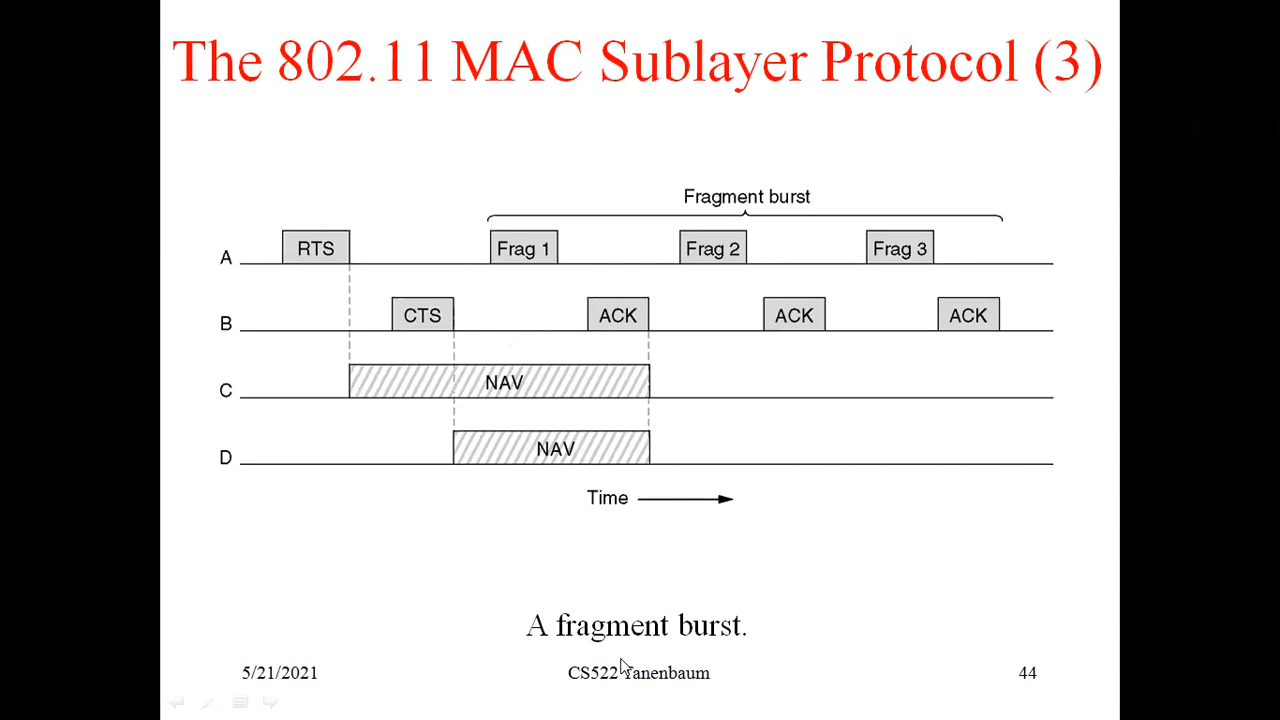 The 802.11 MAC Sublayer Protocol (3)
Fragment burst
A RTS Frag 1 Frag 2 Frag 3
B CTS ACK ACK ACK
C NAV
D NAV
Time
A fragment burst.
5/21/2021 CS522 Tanenbaum 44